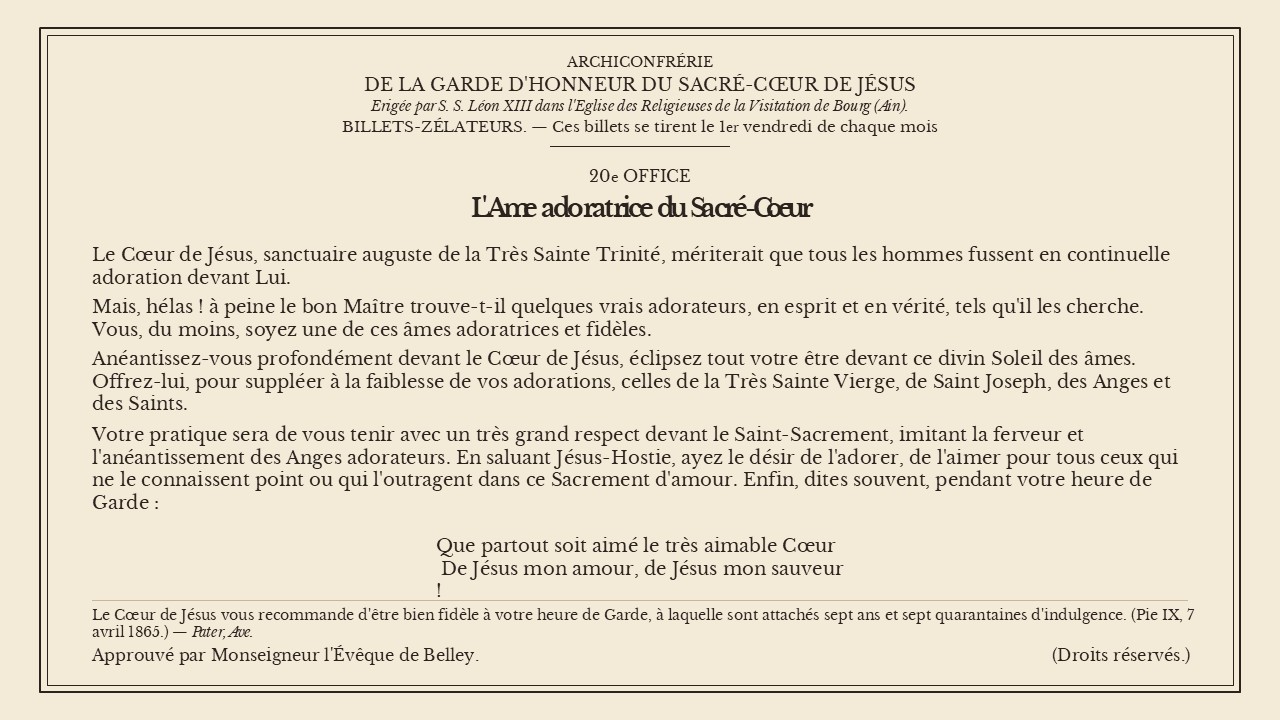 ARCHICONFRÉRIE
DE LA GARDE D'HONNEUR DU SACRÉ-CŒUR DE JÉSUS
Erigée par S. S. Léon XIII dans l'Eglise des Religieuses de la Visitation de Bourg (Ain).
BILLETS-ZÉLATEURS. — Ces billets se tirent le 1er vendredi de chaque mois
20e OFFICE
L'Ame adoratrice du Sacré-Cœur
Le Cœur de Jésus, sanctuaire auguste de la Très Sainte Trinité, mériterait que tous les hommes fussent en continuelle
adoration devant Lui.
Mais, hélas ! à peine le bon Maître trouve-t-il quelques vrais adorateurs, en esprit et en vérité, tels qu'il les cherche.
Vous, du moins, soyez une de ces âmes adoratrices et fidèles.
Anéantissez-vous profondément devant le Cœur de Jésus, éclipsez tout votre être devant ce divin Soleil des âmes.
Offrez-lui, pour suppléer à la faiblesse de vos adorations, celles de la Très Sainte Vierge, de Saint Joseph, des Anges et
des Saints.
Votre pratique sera de vous tenir avec un très grand respect devant le Saint-Sacrement, imitant la ferveur et
l'anéantissement des Anges adorateurs. En saluant Jésus-Hostie, ayez le désir de l'adorer, de l'aimer pour tous ceux qui
ne le connaissent point ou qui l'outragent dans ce Sacrement d'amour. Enfin, dites souvent, pendant votre heure de
Garde :
Que partout soit aimé le très aimable Cœur
De Jésus mon amour, de Jésus mon sauveur
!
Le Cœur de Jésus vous recommande d'être bien fidèle à votre heure de Garde, à laquelle sont attachés sept ans et sept quarantaines d'indulgence. (Pie IX, 7
avril 1865.) — Pater, Ave.
Approuvé par Monseigneur l'Évêque de Belley.
(Droits réservés.)